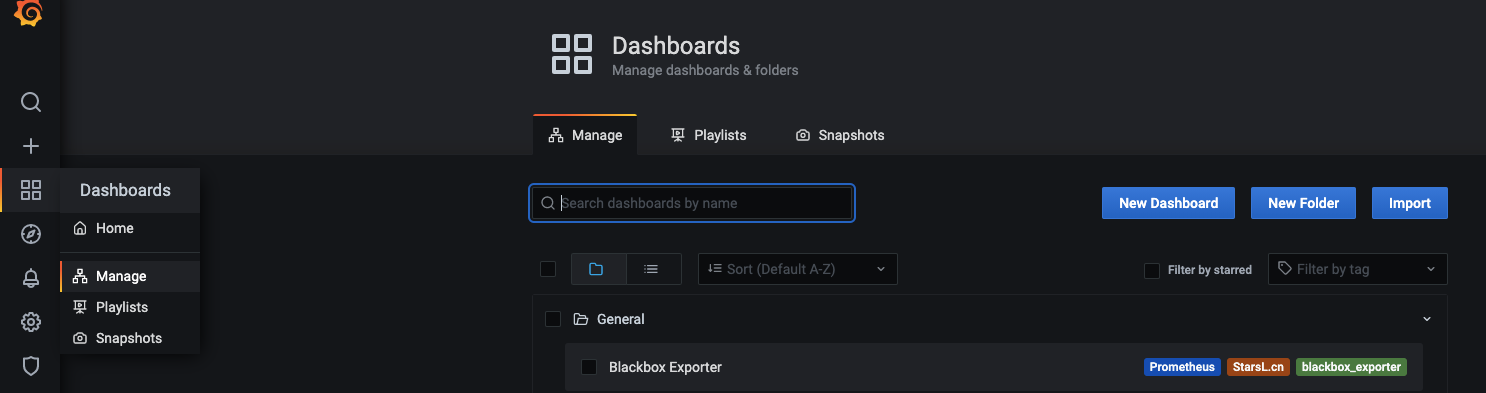 Dashboards
Manage dashboards & folders
Manage
Playlists
Snapshots
Dashboards
Home
Manage
Playlists
Snapshots
Search dashboards by name
New Dashboard
New Folder
Import
Sort (Default A-Z)
Filter by starred
Filter by tag
General
Blackbox Exporter
Prometheus
StarsL.cn
blackbox_exporter